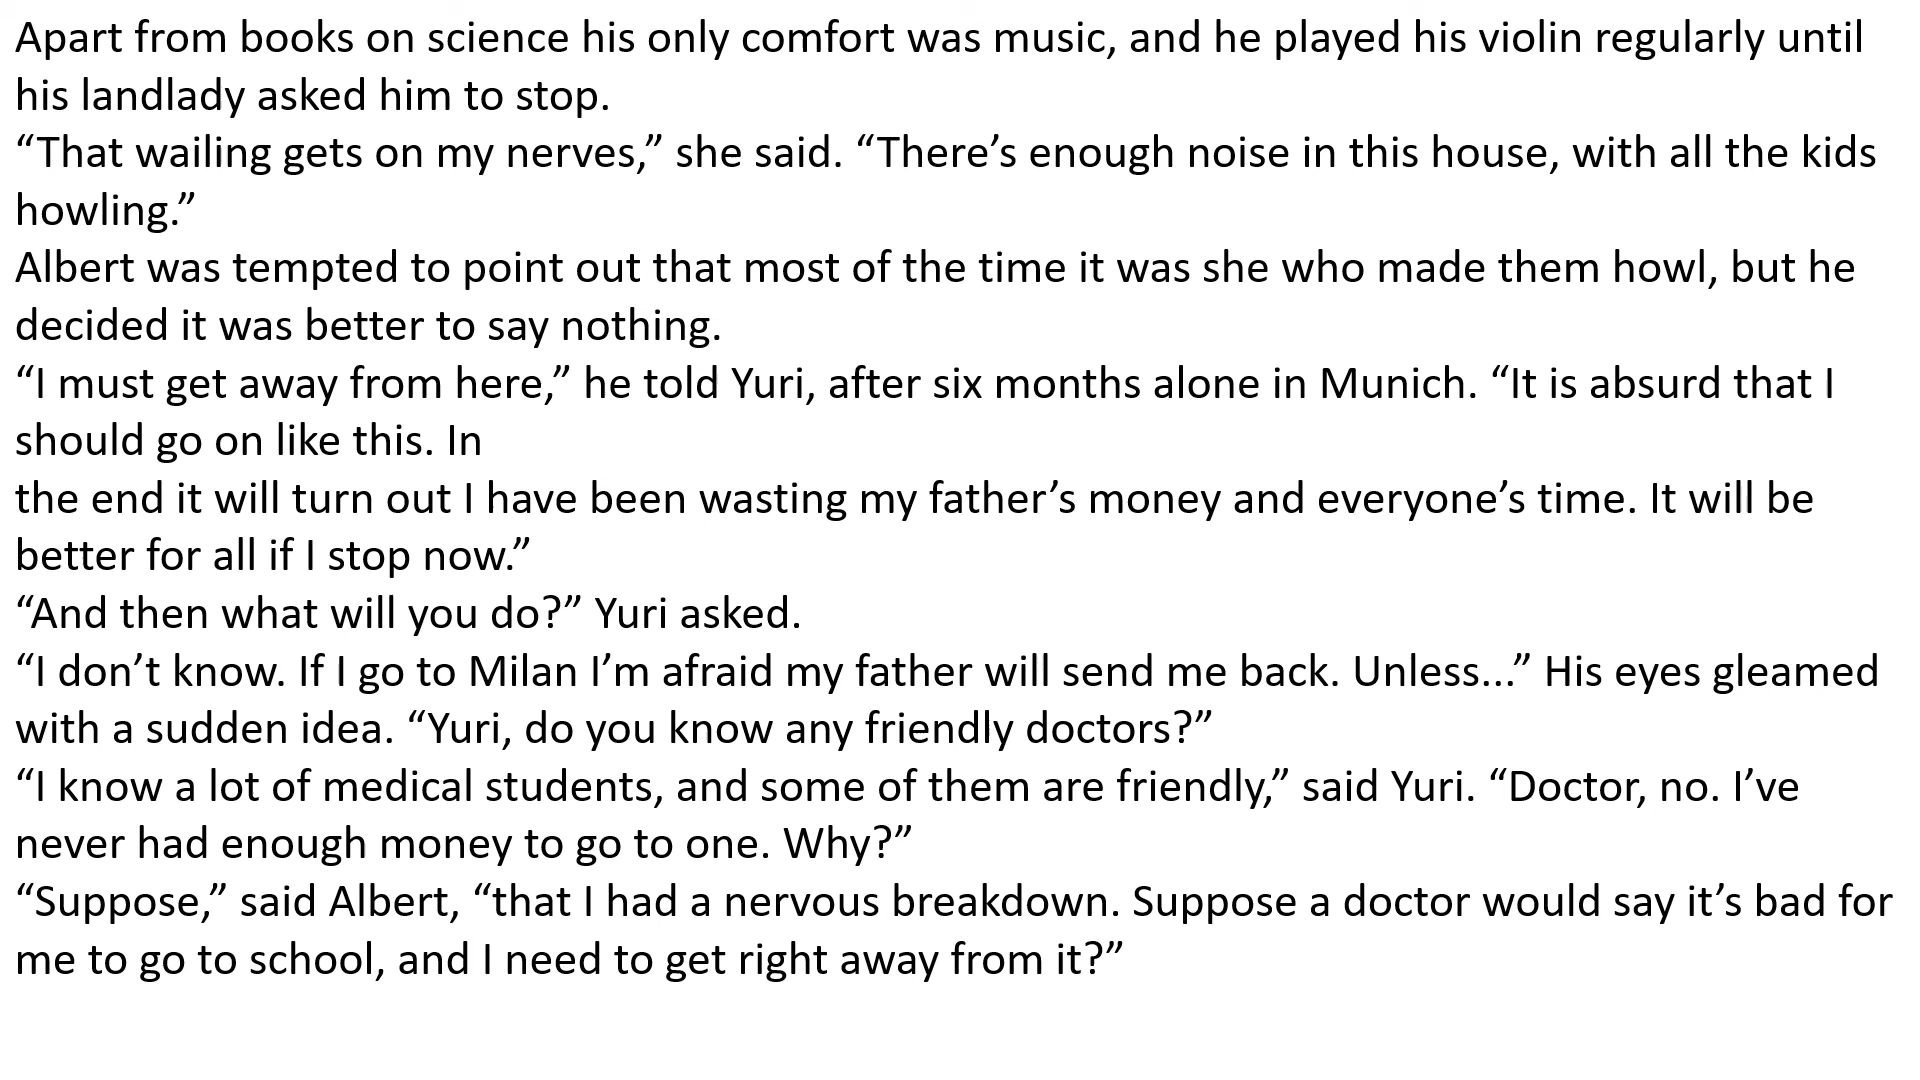 Apart from books on science his only comfort was music, and he played his violin regularly until
his landlady asked him to stop.
“That wailing gets on my nerves,” she said. “There’s enough noise in this house, with all the kids
howling.”
Albert was tempted to point out that most of the time it was she who made them howl, but he
decided it was better to say nothing.
“I must get away from here,” he told Yuri, after six months alone in Munich. “It is absurd that I
should go on like this. In
the end it will turn out I have been wasting my father’s money and everyone’s time. It will be
better for all if I stop now.”
“And then what will you do?” Yuri asked.
“I don’t know. If I go to Milan I’m afraid my father will send me back. Unless...” His eyes gleamed
with a sudden idea. “Yuri, do you know any friendly doctors?”
“I know a lot of medical students, and some of them are friendly,” said Yuri. “Doctor, no. I’ve
never had enough money to go to one. Why?”
“Suppose,” said Albert, “that I had a nervous breakdown. Suppose a doctor would say it’s bad for
me to go to school, and I need to get right away from it?”